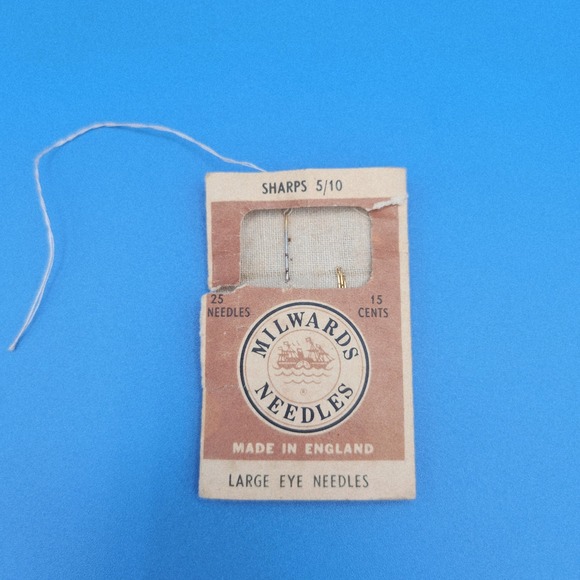 SHARPS 5/10
25
NEEDLES
15
CENTS
MILWARDS
NEEDLES
MADE IN ENGLAND
LARGE EYE NEEDLES